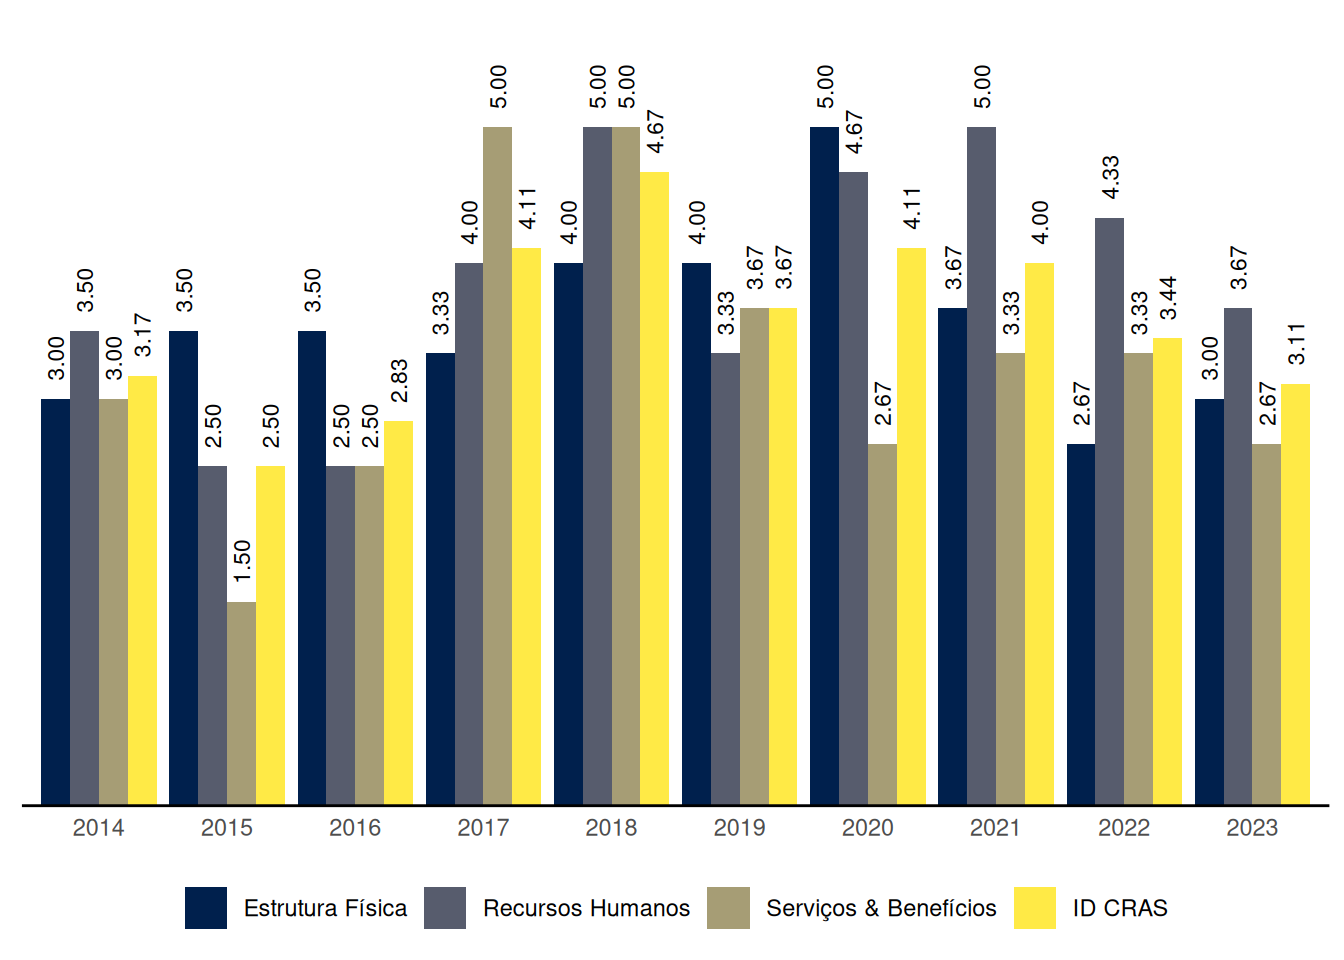 3.00 3.50 3.00 3.17
3.50 2.50 1.50 2.50
3.50 2.50 2.50 2.83
3.33 4.00 5.00 4.11
4.00 5.00 5.00 4.67
4.00 3.33 3.67 3.67
5.00 4.67 2.67 4.11
3.67 5.00 3.33 4.00
2.67 4.33 3.33 3.44
3.00 3.67 2.67 3.11
2014 2015 2016 2017 2018 2019 2020 2021 2022 2023
Estrutura Física Recursos Humanos Serviços & Benefícios ID CRAS